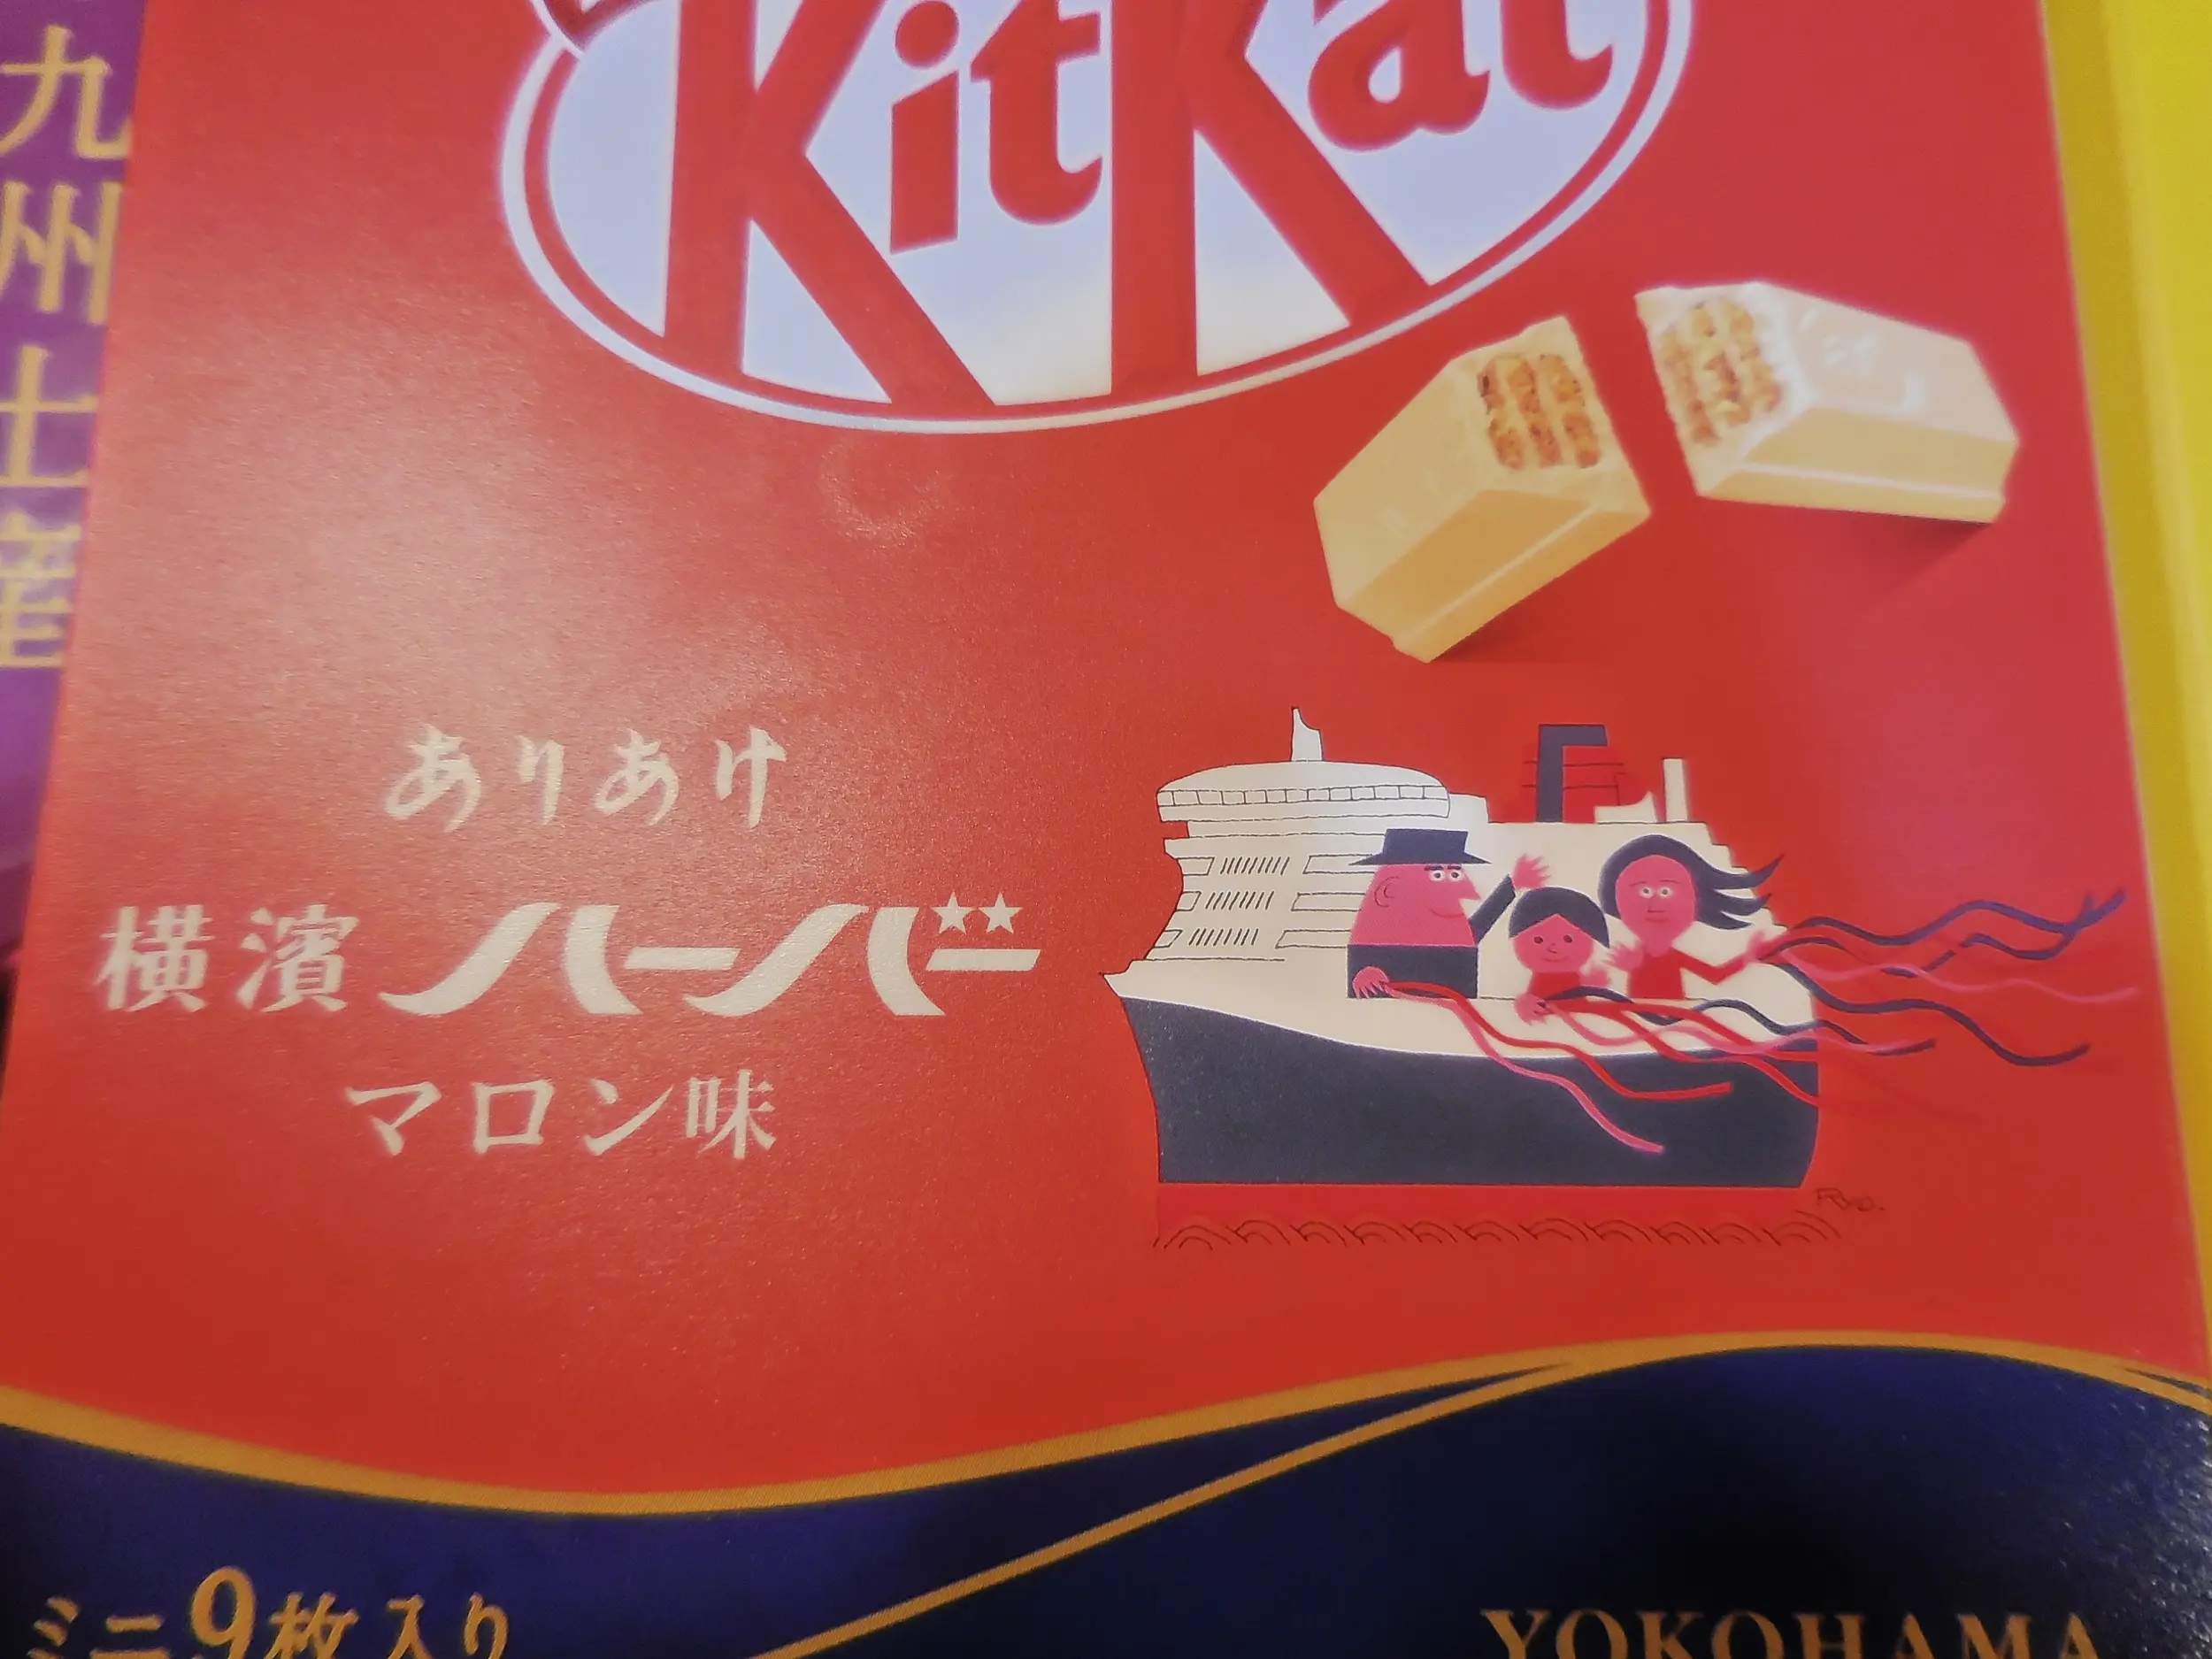 KitKat
九州土産
ありあけ
横濱ハーバー
マロン味
ミニ9枚入り
YOKOHAMA